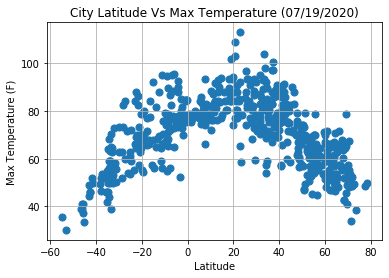 City Latitude Vs Max Temperature (07/19/2020)
Max Temperature (F)
100
80
60
40
−60 −40 −20 0 20 40 60 80
Latitude